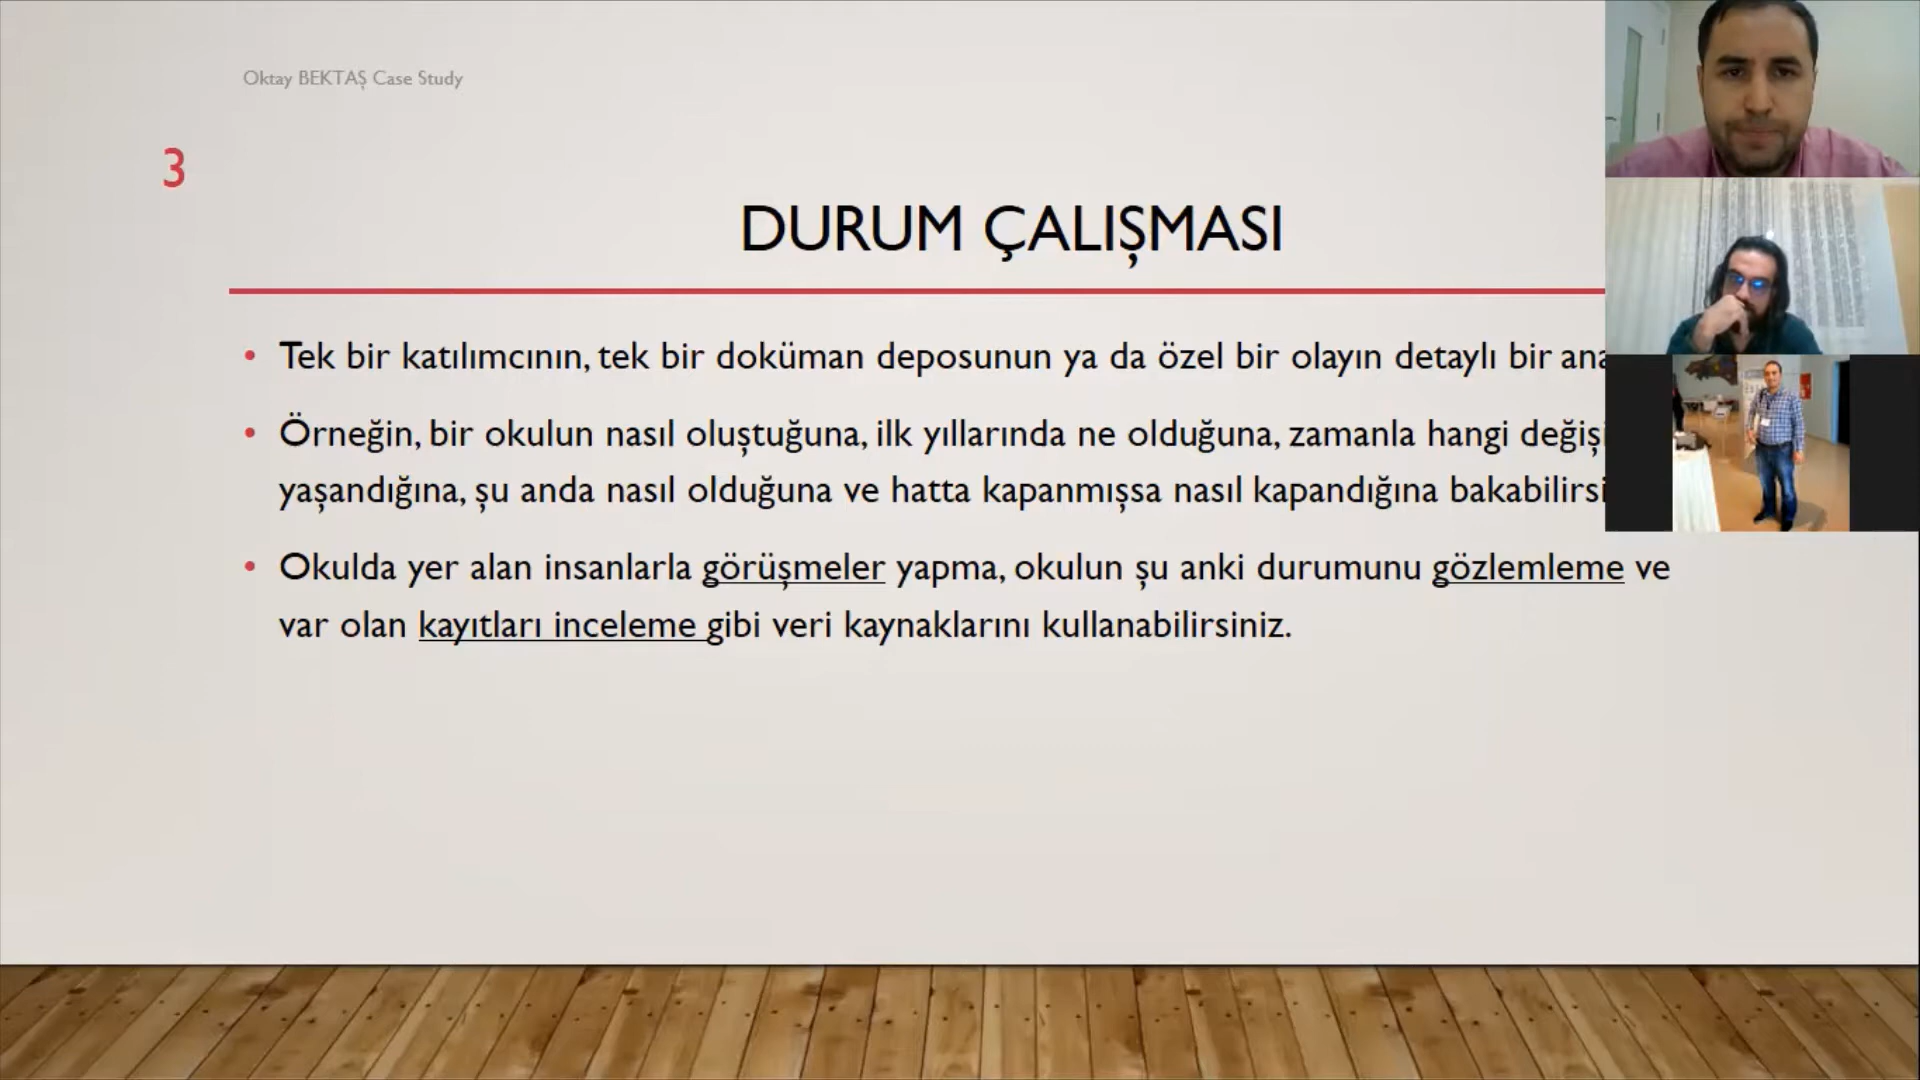 Oktay BEKTAŞ Case Study
3
DURUM ÇALIŞMASI
• Tek bir katılımcının, tek bir doküman deposunun ya da özel bir olayın detaylı bir
• Örneğin, bir okulun nasıl oluştuğuna, ilk yıllarında ne olduğuna, zamanla hangi
yaşandığına, şu anda nasıl olduğuna ve hatta kapanmışsa nasıl kapandığına
• Okulda yer alan insanlarla görüşmeler yapma, okulun şu anki durumunu gözlemleme ve
var olan kayıtları inceleme gibi veri kaynaklarını kullanabilirsiniz.